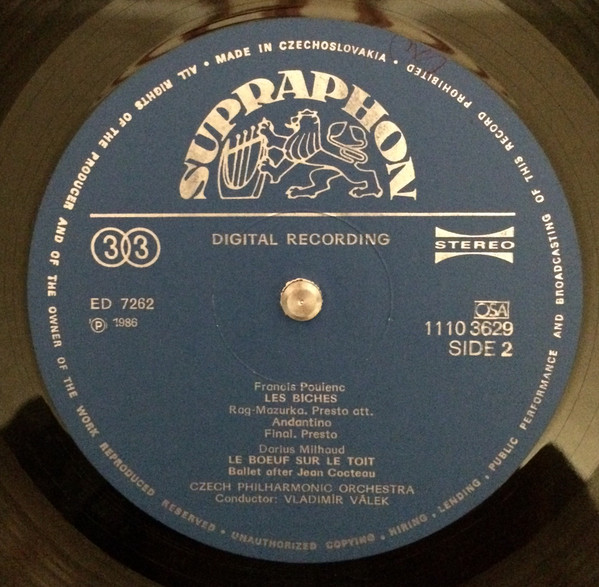 ALL RIGHTS OF THE PRODUCER AND OF THE OWNER OF THE WORK REPRODUCED RESERVED • UNAUTHORIZED COPYING • HIRING • LENDING • PUBLIC PERFORMANCE AND BROADCASTING OF THIS RECORD PROHIBITED • MADE IN CZECHOSLOVAKIA •
SUPRAPHON
33
DIGITAL RECORDING
STEREO
ED 7262
℗ 1986
OSA
1110 3629
SIDE 2
Francis Poulenc
LES BICHES
Rag-Mazurka. Presto att.
Andantino
Final. Presto
Darius Milhaud
LE BOEUF SUR LE TOIT
Ballet after Jean Cocteau
CZECH PHILHARMONIC ORCHESTRA
Conductor: VLADIMÍR VÁLEK